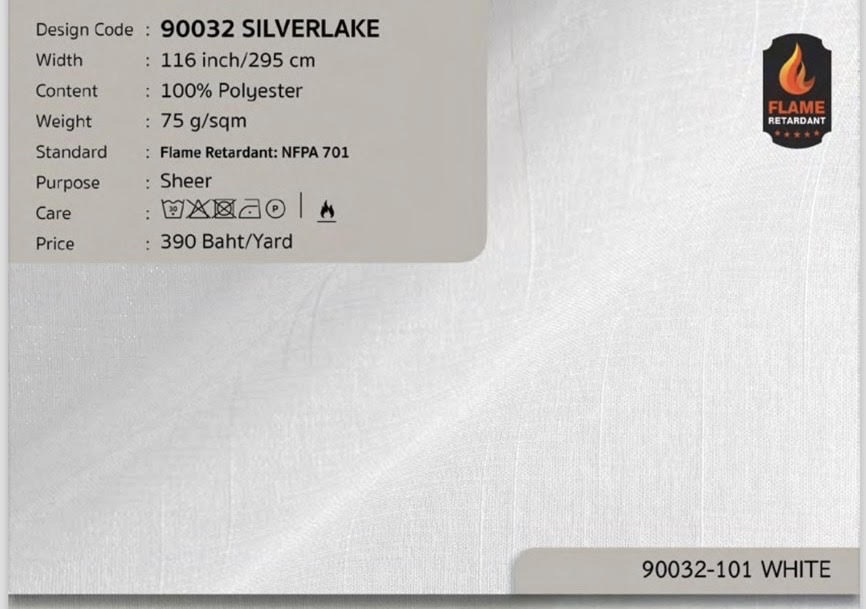 Design Code : 90032 SILVERLAKE
Width : 116 inch/295 cm
Content : 100% Polyester
Weight : 75 g/sqm
Standard : Flame Retardant: NFPA 701
Purpose : Sheer
Care : 30 P
Price : 390 Baht/Yard
FLAME
RETARDANT
90032-101 WHITE